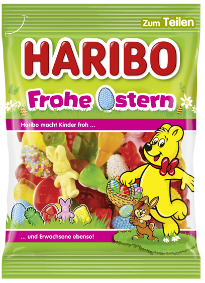 Zum Teilen
HARIBO
Frohe Ostern
Haribo macht Kinder froh ...
... und Erwachsene ebenso!